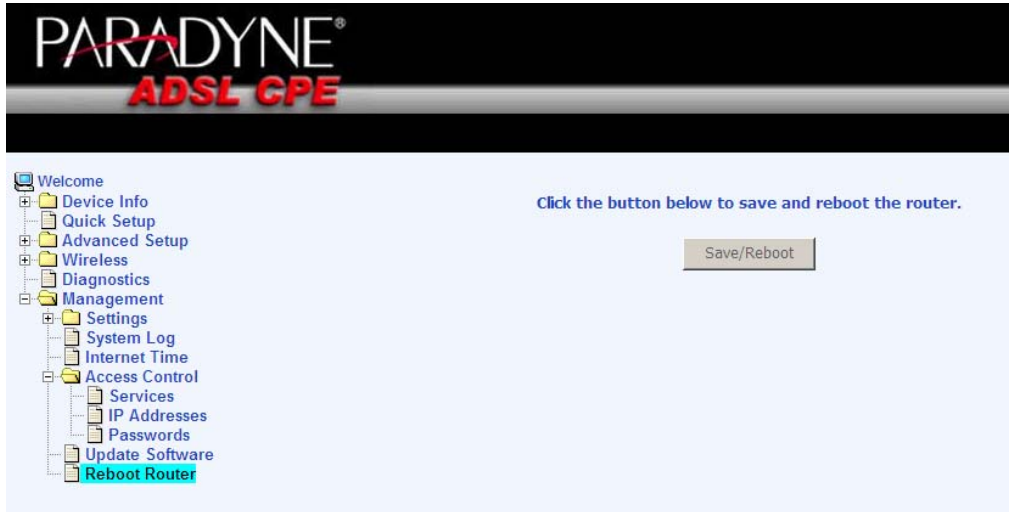 PARADYNE®
ADSL CPE
Welcome
Device Info
Quick Setup
Advanced Setup
Wireless
Diagnostics
Management
Settings
System Log
Internet Time
Access Control
Services
IP Addresses
Passwords
Update Software
Reboot Router
Click the button below to save and reboot the router.
Save/Reboot